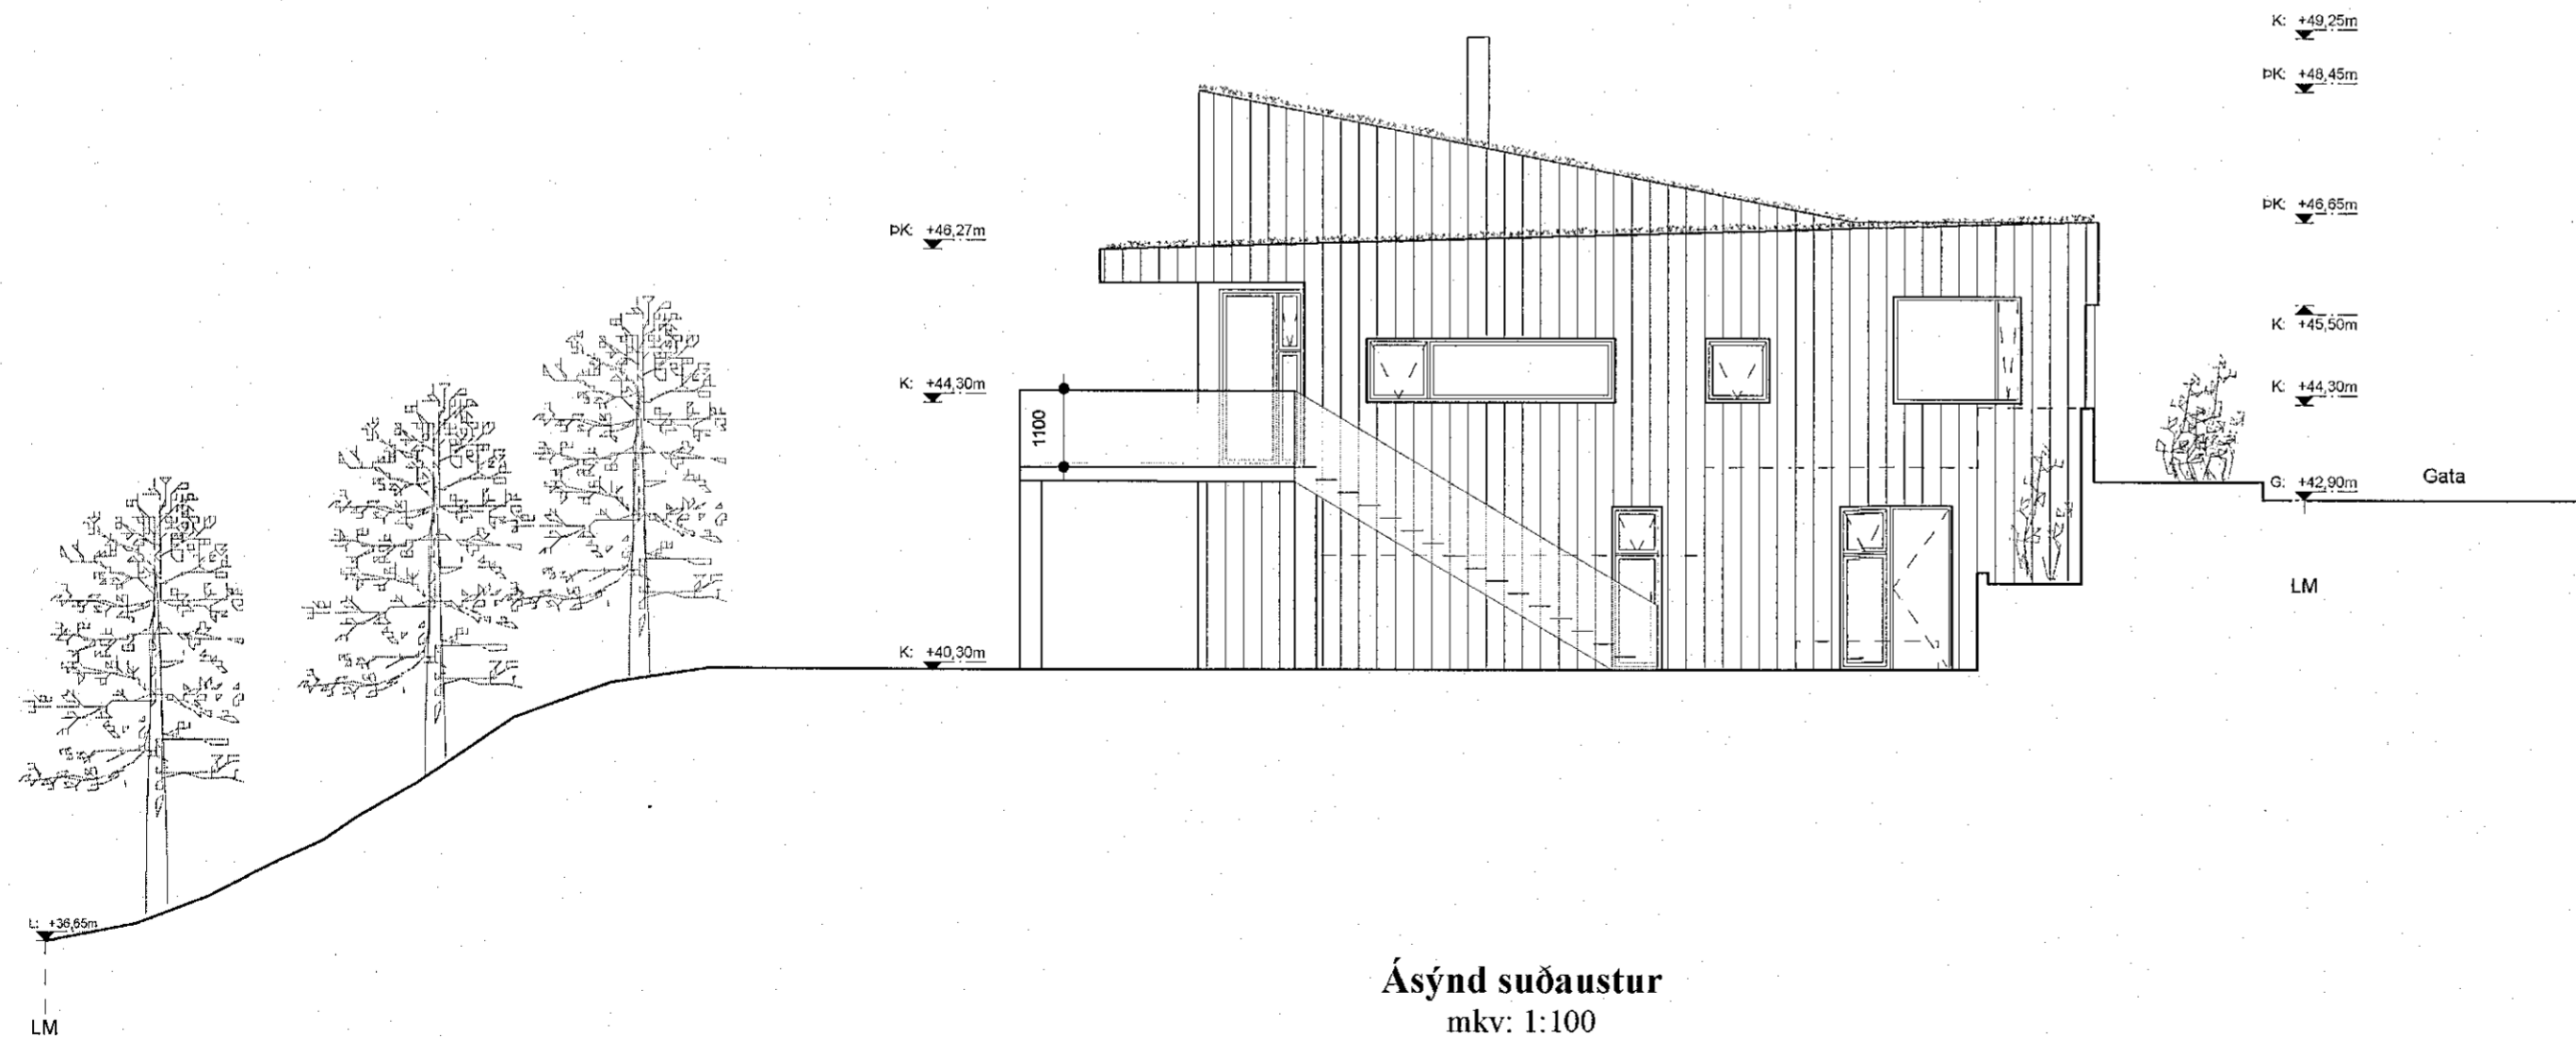 K: +49,25m
ÞK: +48,45m
ÞK: +46,65m
ÞK: +46,27m
K: +45,50m
K: +44,30m
K: +44,30m
1100
G: +42,90m
Gata
LM
K: +40,30m
L: +36,65m
LM
Ásýnd suðaustur
mkv: 1:100